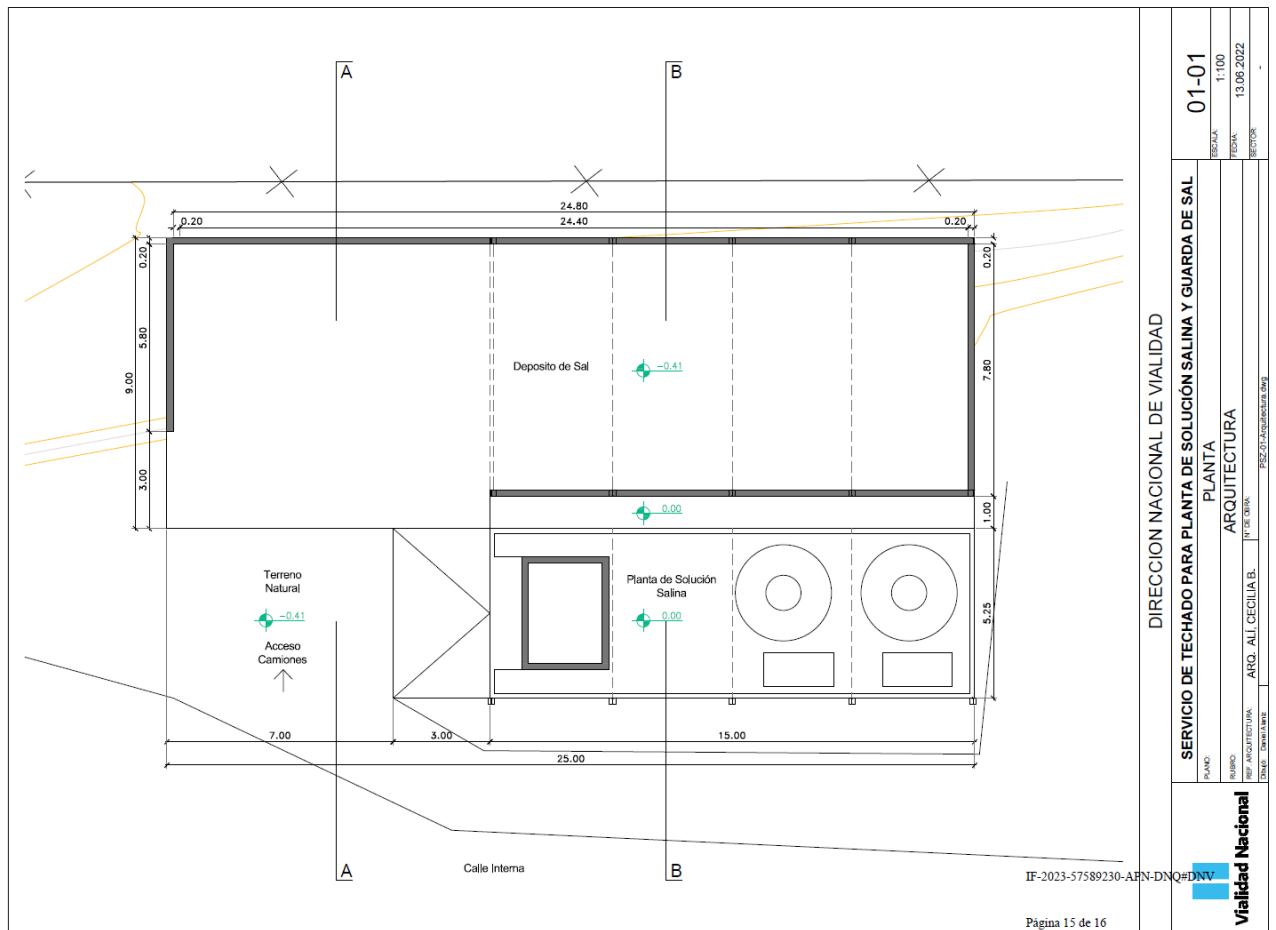 A
B
24.80
0.20
24.40
0.20
0.20
5.80
9.00
3.00
0.20
7.80
1.00
5.25
Deposito de Sal
-0.41
0.00
Terreno
Natural
-0.41
Acceso
Camiones
Planta de Solución
Salina
0.00
7.00
3.00
15.00
25.00
A
B
Calle Interna
IF-2023-57589230-APN-DNQ#DNV
Página 15 de 16
DIRECCION NACIONAL DE VIALIDAD
SERVICIO DE TECHADO PARA PLANTA DE SOLUCIÓN SALINA Y GUARDA DE SAL
01-01
PLANO:
PLANTA
ESCALA:
1:100
RUBRO:
ARQUITECTURA
FECHA:
13.06.2022
REF. ARQUITECTURA:
ARQ. ALÍ, CECILIA B.
N° DE OBRA:
SECTOR:
-
Dibujó:
Daniel Alaniz
PSZ-01-Arquitectura.dwg
Vialidad Nacional